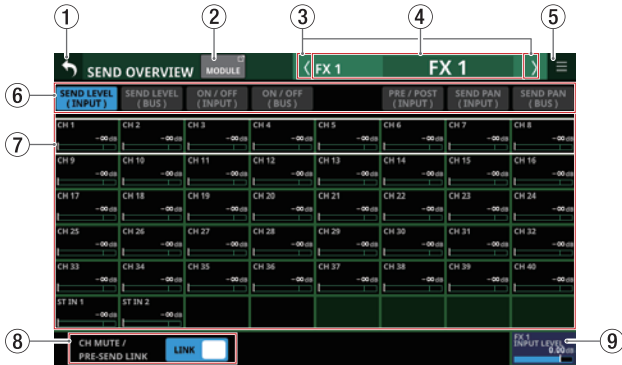 1 2 3 4 5
SEND OVERVIEW MODULE FX 1 FX 1
6
SEND LEVEL (INPUT) SEND LEVEL (BUS) ON / OFF (INPUT) ON / OFF (BUS) PRE / POST (INPUT) SEND PAN (INPUT) SEND PAN (BUS)
7
CH 1 CH 2 CH 3 CH 4 CH 5 CH 6 CH 7 CH 8
-∞ dB -∞ dB -∞ dB -∞ dB -∞ dB -∞ dB -∞ dB -∞ dB
CH 9 CH 10 CH 11 CH 12 CH 13 CH 14 CH 15 CH 16
-∞ dB -∞ dB -∞ dB -∞ dB -∞ dB -∞ dB -∞ dB -∞ dB
CH 17 CH 18 CH 19 CH 20 CH 21 CH 22 CH 23 CH 24
-∞ dB -∞ dB -∞ dB -∞ dB -∞ dB -∞ dB -∞ dB -∞ dB
CH 25 CH 26 CH 27 CH 28 CH 29 CH 30 CH 31 CH 32
-∞ dB -∞ dB -∞ dB -∞ dB -∞ dB -∞ dB -∞ dB -∞ dB
CH 33 CH 34 CH 35 CH 36 CH 37 CH 38 CH 39 CH 40
-∞ dB -∞ dB -∞ dB -∞ dB -∞ dB -∞ dB -∞ dB -∞ dB
ST IN 1 ST IN 2
-∞ dB -∞ dB
8
CH MUTE /
PRE-SEND LINK
LINK
FX 1
INPUT LEVEL
0.00 dB
9